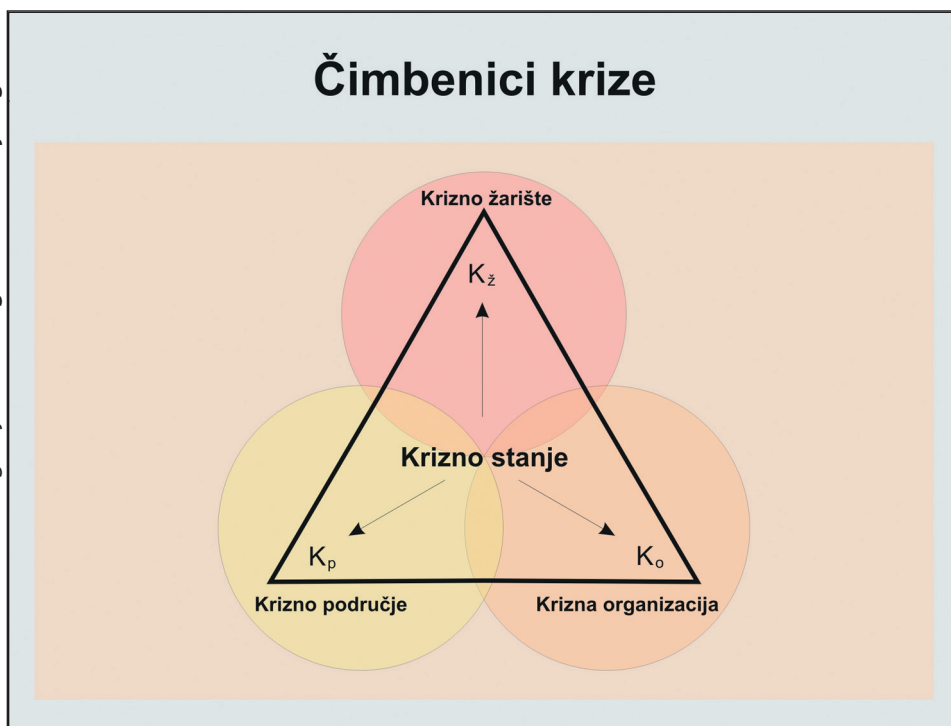 Čimbenici krize
Krizno žarište
Kž
Krizno stanje
Kp
Ko
Krizno područje
Krizna organizacija